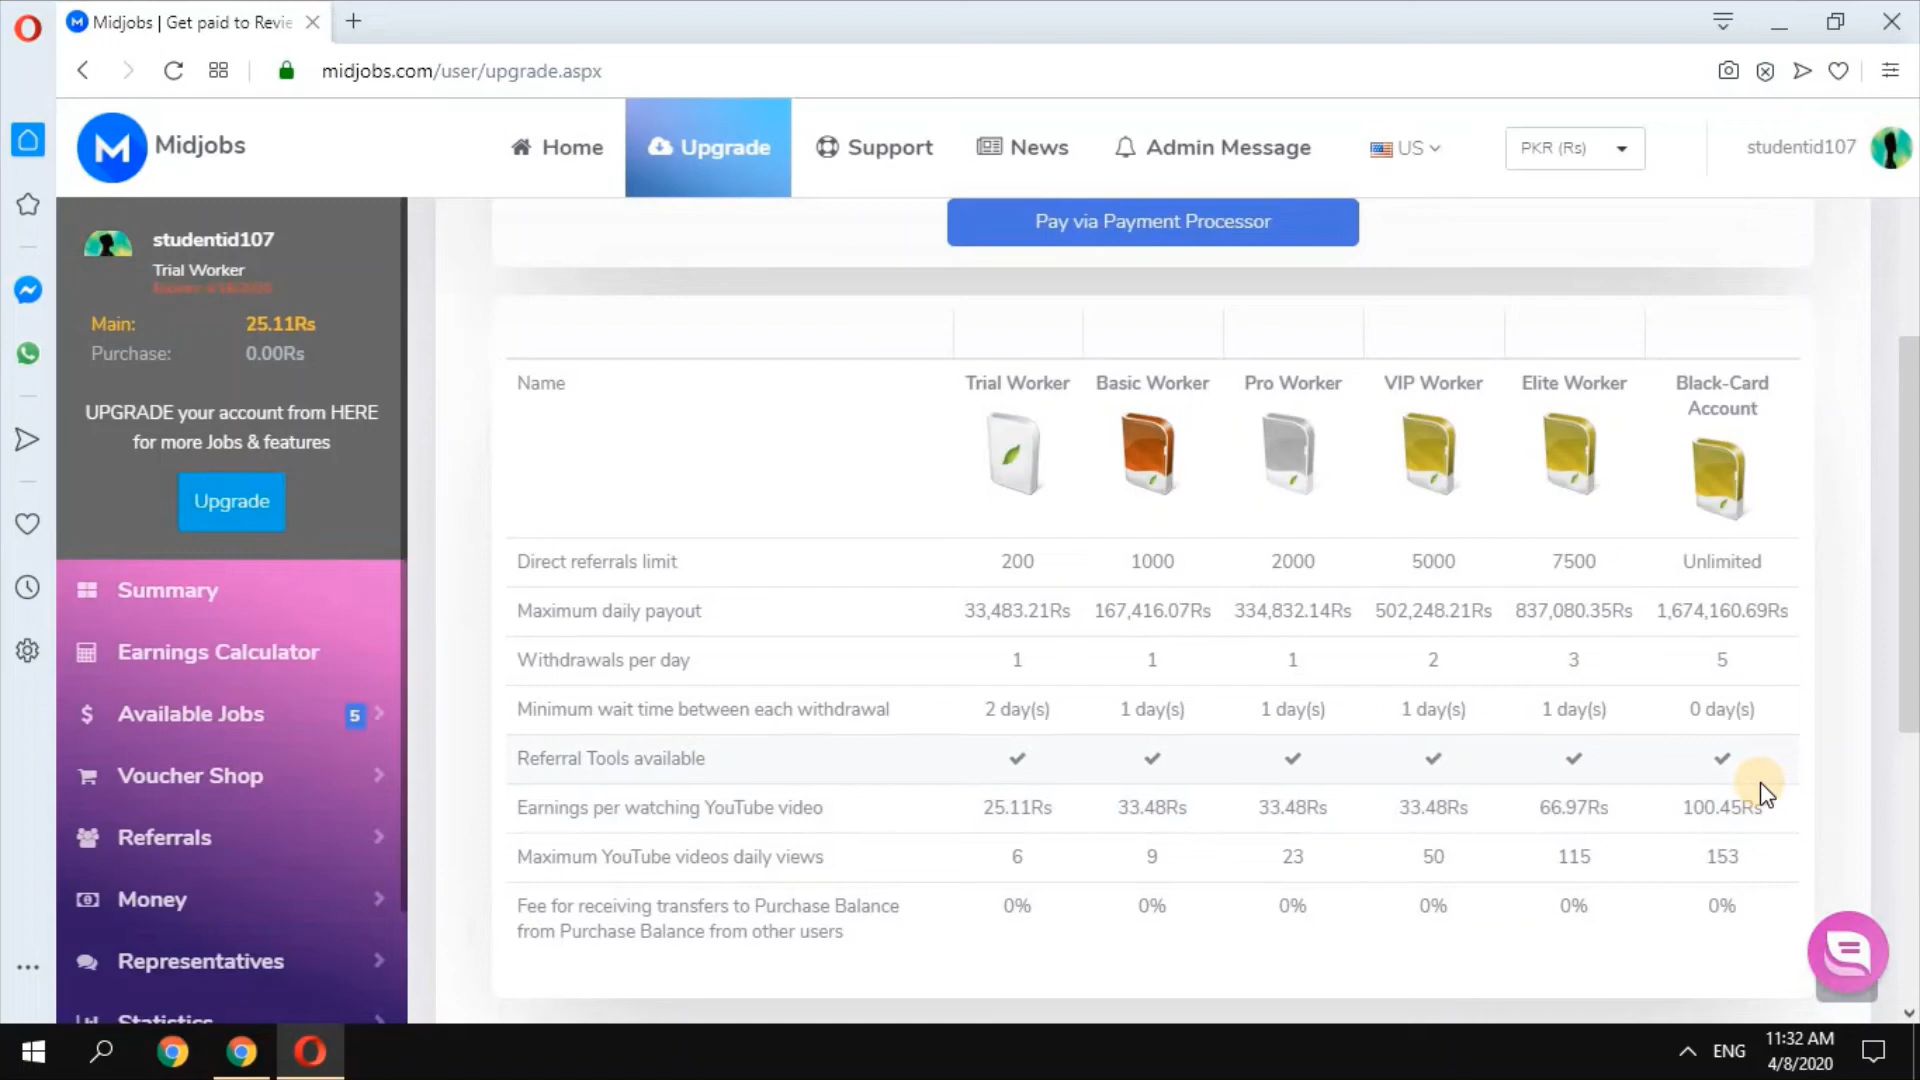 Midjobs | Get paid to Revie
midjobs.com/user/upgrade.aspx
Midjobs
Home
Upgrade
Support
News
Admin Message
US
PKR (Rs)
studentid107
studentid107
Trial Worker
Main: 25.11Rs
Purchase: 0.00Rs
UPGRADE your account from HERE
for more Jobs & features
Upgrade
Summary
Earnings Calculator
Available Jobs 5
Voucher Shop
Referrals
Money
Representatives
Statistics
Pay via Payment Processor
Name Trial Worker Basic Worker Pro Worker VIP Worker Elite Worker Black-Card
Account
Direct referrals limit 200 1000 2000 5000 7500 Unlimited
Maximum daily payout 33,483.21Rs 167,416.07Rs 334,832.14Rs 502,248.21Rs 837,080.35Rs 1,674,160.69Rs
Withdrawals per day 1 1 1 2 3 5
Minimum wait time between each withdrawal 2 day(s) 1 day(s) 1 day(s) 1 day(s) 1 day(s) 0 day(s)
Referral Tools available
Earnings per watching YouTube video 25.11Rs 33.48Rs 33.48Rs 33.48Rs 66.97Rs 100.45Rs
Maximum YouTube videos daily views 6 9 23 50 115 153
Fee for receiving transfers to Purchase Balance 0% 0% 0% 0% 0% 0%
from Purchase Balance from other users
ENG
11:32 AM
4/8/2020